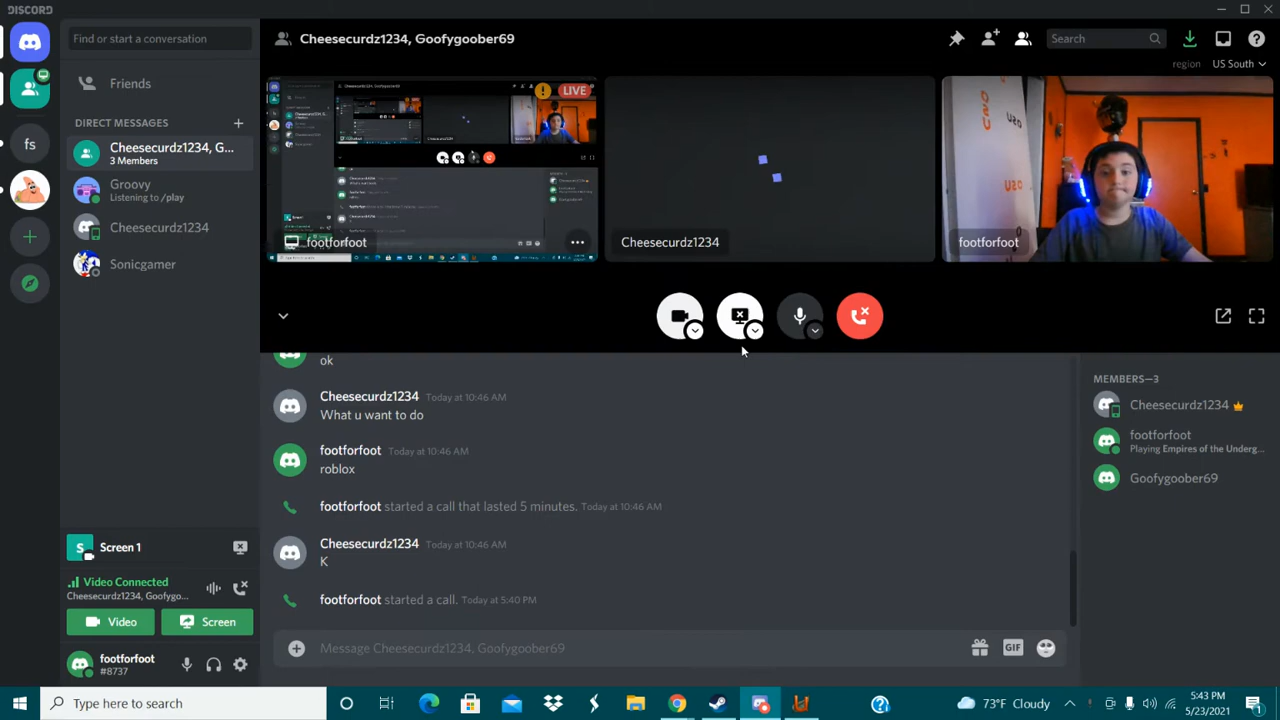 DISCORD
Find or start a conversation
Cheesecurdz1234, Goofygoober69
Search
region
US South
Friends
DIRECT MESSAGES
Cheesecurdz1234, G...
3 Members
Groovy
Listening to /play
Cheesecurdz1234
Sonicgamer
fs
LIVE
footforfoot
Cheesecurdz1234
footforfoot
OSU
ok
Cheesecurdz1234 Today at 10:46 AM
What u want to do
footforfoot Today at 10:46 AM
roblox
footforfoot started a call that lasted 5 minutes. Today at 10:46 AM
Cheesecurdz1234 Today at 10:46 AM
K
footforfoot started a call. Today at 5:40 PM
Message Cheesecurdz1234, Goofygoober69
GIF
MEMBERS—3
Cheesecurdz1234
footforfoot
Playing Empires of the Underg...
Goofygoober69
S
Screen 1
Video Connected
Cheesecurdz1234, Goofygo...
Video
Screen
footforfoot
#8737
Type here to search
73°F Cloudy
5:43 PM
5/23/2021
1